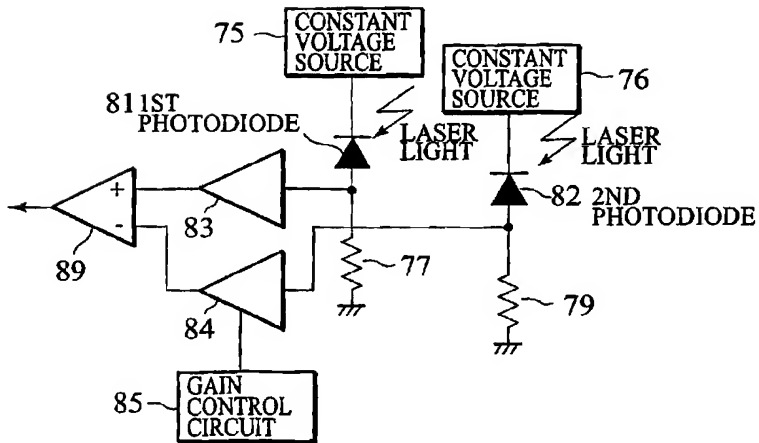 75
CONSTANT
VOLTAGE
SOURCE
CONSTANT
VOLTAGE
SOURCE
76
81 1ST
PHOTODIODE
LASER
LIGHT
LASER
LIGHT
82 2ND
PHOTODIODE
+
-
89
83
77
79
84
85
GAIN
CONTROL
CIRCUIT